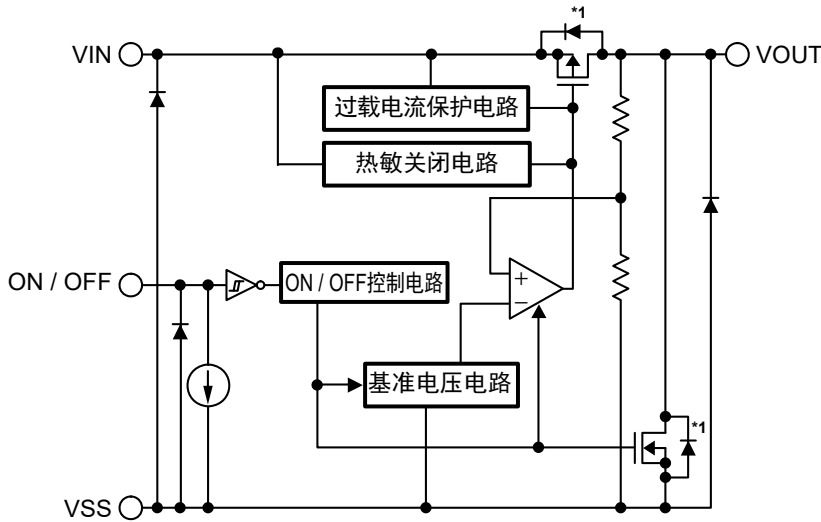 *1
VIN
VOUT
过载电流保护电路
热敏关闭电路
ON / OFF
ON / OFF控制电路
+
−
基准电压电路
*1
VSS